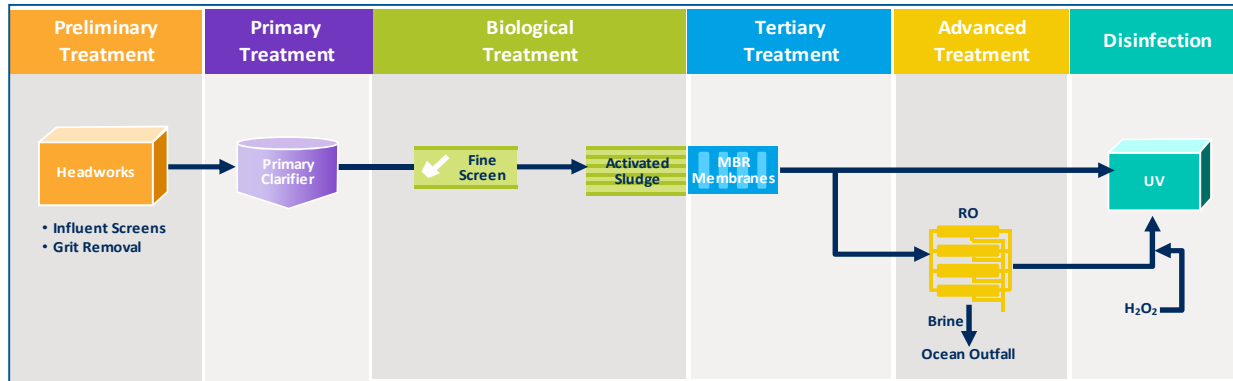 Preliminary
Treatment
Primary
Treatment
Biological
Treatment
Tertiary
Treatment
Advanced
Treatment
Disinfection
Headworks
• Influent Screens
• Grit Removal
Primary
Clarifier
Fine
Screen
Activated
Sludge
MBR
Membranes
RO
Brine
Ocean Outfall
UV
H₂O₂